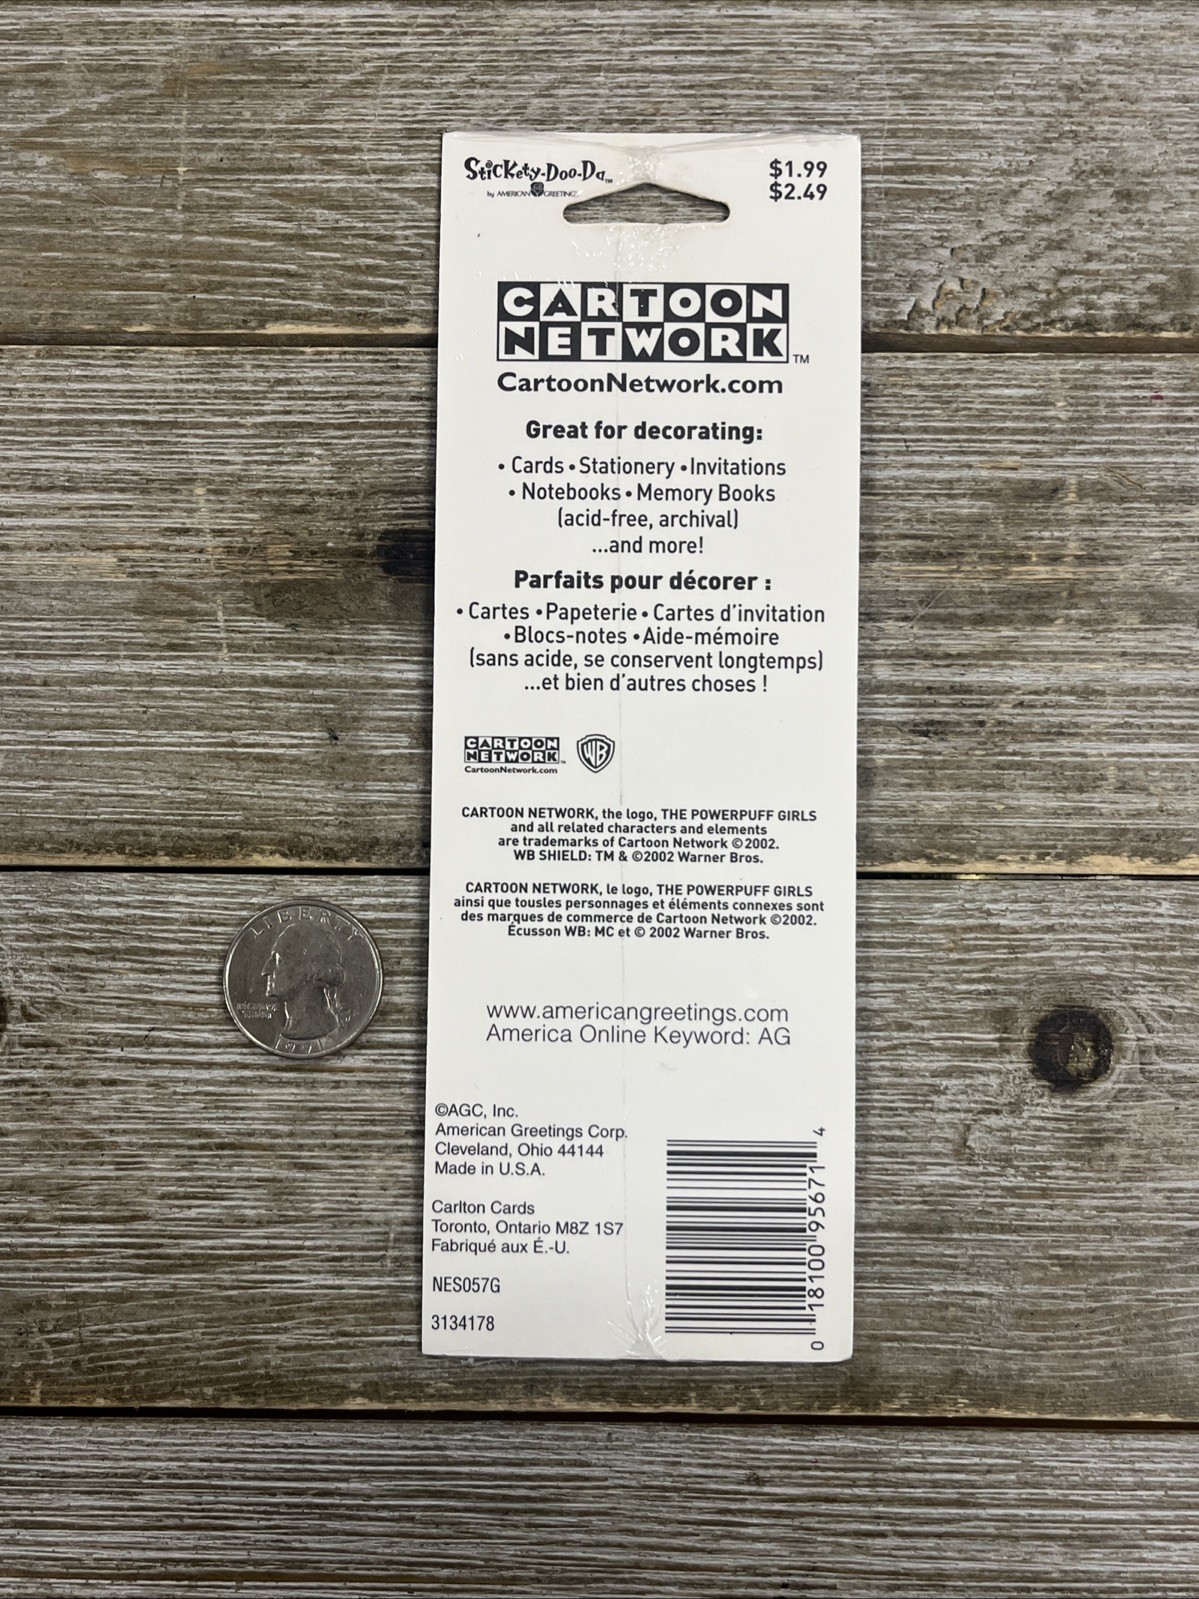 Stickety-Doo-Da™
by AMERICAN GREETINGS
$1.99
$2.49
CARTOON
NETWORK™
CartoonNetwork.com
Great for decorating:
• Cards • Stationery • Invitations
• Notebooks • Memory Books
(acid-free, archival)
...and more!
Parfaits pour décorer :
• Cartes • Papeterie • Cartes d'invitation
• Blocs-notes • Aide-mémoire
(sans acide, se conservent longtemps)
...et bien d'autres choses !
CARTOON
NETWORK™
CartoonNetwork.com
WB
CARTOON NETWORK, the logo, THE POWERPUFF GIRLS
and all related characters and elements
are trademarks of Cartoon Network ©2002.
WB SHIELD: TM & ©2002 Warner Bros.
CARTOON NETWORK, le logo, THE POWERPUFF GIRLS
ainsi que tousles personnages et éléments connexes sont
des marques de commerce de Cartoon Network ©2002.
Écusson WB: MC et © 2002 Warner Bros.
LIBERTY
1991
www.americangreetings.com
America Online Keyword: AG
©AGC, Inc.
American Greetings Corp.
Cleveland, Ohio 44144
Made in U.S.A.
Carlton Cards
Toronto, Ontario M8Z 1S7
Fabriqué aux É.-U.
NES057G
3134178
0 18100 95671 4